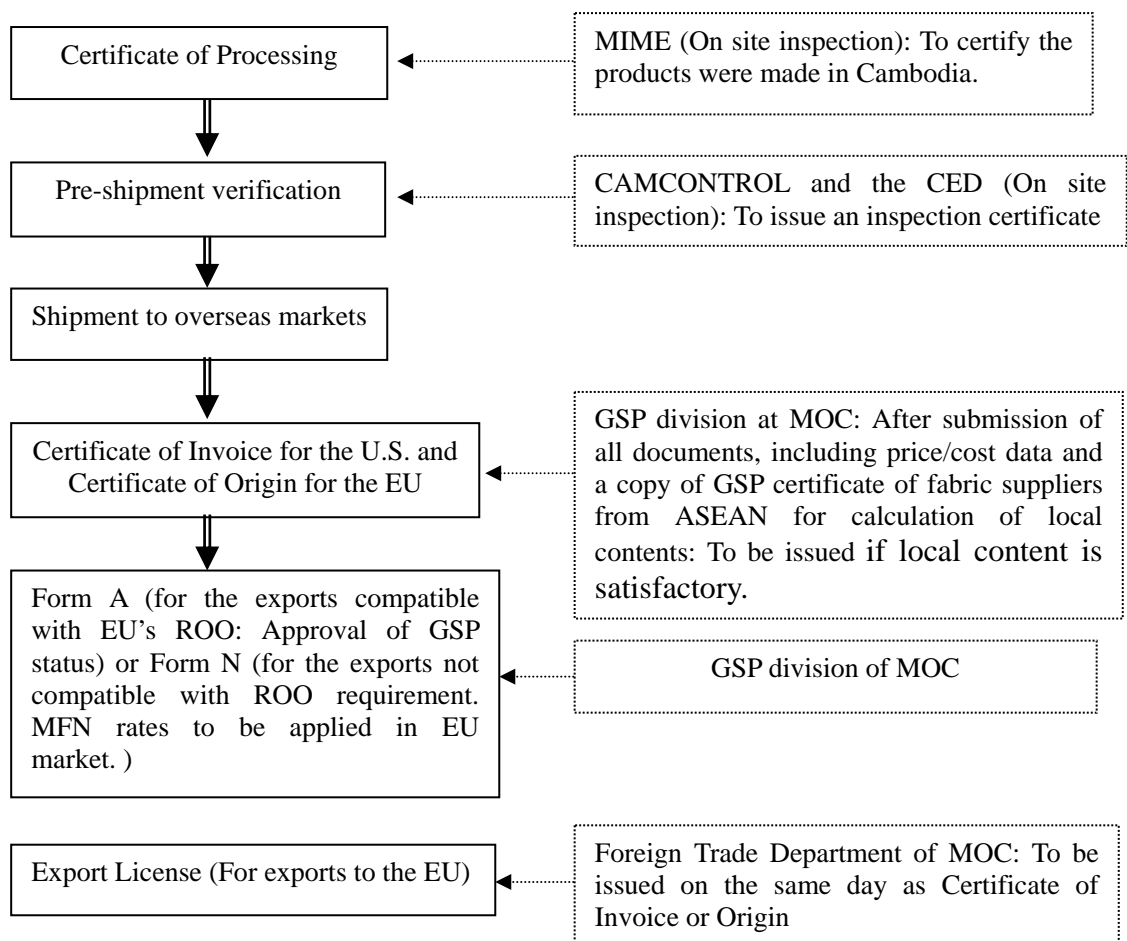 Certificate of Processing
MIME (On site inspection): To certify the
products were made in Cambodia.
Pre-shipment verification
CAMCONTROL and the CED (On site
inspection): To issue an inspection certificate
Shipment to overseas markets
Certificate of Invoice for the U.S. and
Certificate of Origin for the EU
GSP division at MOC: After submission of
all documents, including price/cost data and
a copy of GSP certificate of fabric suppliers
from ASEAN for calculation of local
contents: To be issued if local content is
satisfactory.
Form A (for the exports compatible
with EU's ROO: Approval of GSP
status) or Form N (for the exports not
compatible with ROO requirement.
MFN rates to be applied in EU
market. )
GSP division of MOC
Export License (For exports to the EU)
Foreign Trade Department of MOC: To be
issued on the same day as Certificate of
Invoice or Origin